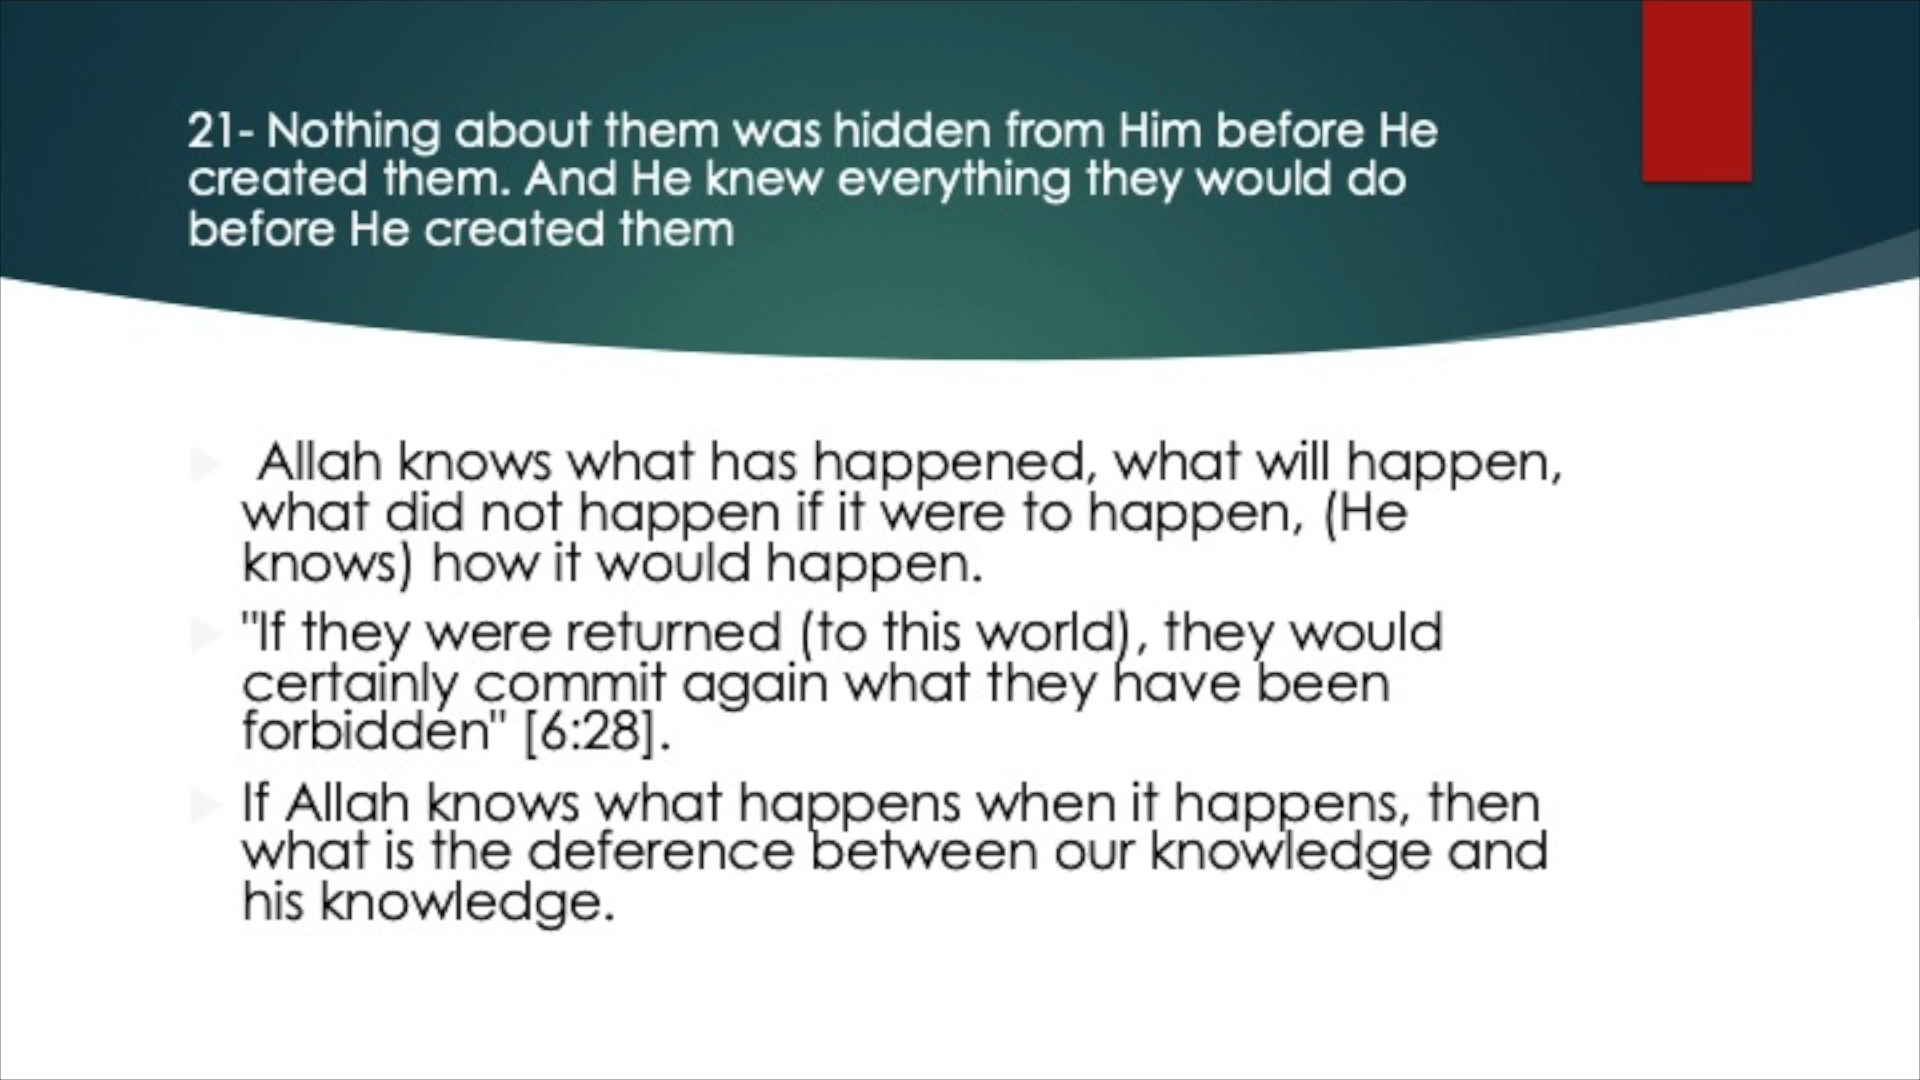 21- Nothing about them was hidden from Him before He
created them. And He knew everything they would do
before He created them
Allah knows what has happened, what will happen,
what did not happen if it were to happen, (He
knows) how it would happen.
"If they were returned (to this world), they would
certainly commit again what they have been
forbidden" [6:28].
If Allah knows what happens when it happens, then
what is the deference between our knowledge and
his knowledge.